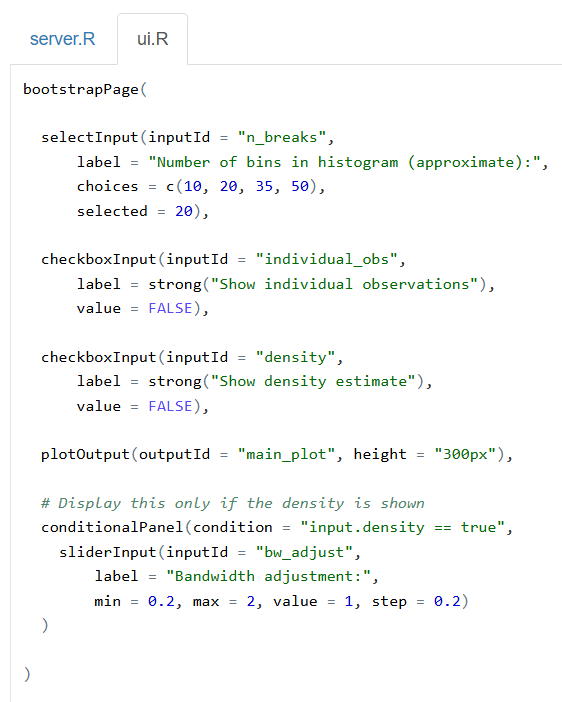 server.R
ui.R
bootstrapPage(
selectInput(inputId = "n_breaks",
label = "Number of bins in histogram (approximate):",
choices = c(10, 20, 35, 50),
selected = 20),
checkboxInput(inputId = "individual_obs",
label = strong("Show individual observations"),
value = FALSE),
checkboxInput(inputId = "density",
label = strong("Show density estimate"),
value = FALSE),
plotOutput(outputId = "main_plot", height = "300px"),
# Display this only if the density is shown
conditionalPanel(condition = "input.density == true",
sliderInput(inputId = "bw_adjust",
label = "Bandwidth adjustment:",
min = 0.2, max = 2, value = 1, step = 0.2)
)
)